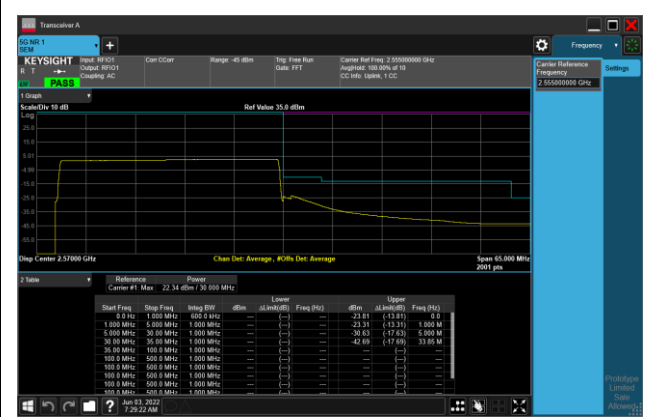 Transceiver A
5G NR 1
SEM
Frequency
KEYSIGHT
R T
LW
PASS
Input: RFIO1
Output: RFIO1
Coupling: AC
Corr CCorr
Range: -45 dBm
Trig: Free Run
Gate: FFT
Carrier Ref Freq: 2.555000000 GHz
Avg|Hold: 100.00% of 10
CC Info: Uplink, 1 CC
Carrier Reference
Frequency
2.555000000 GHz
Settings
1 Graph
Scale/Div 10 dB
Ref Value 35.0 dBm
Log
25.0
15.0
5.01
-4.99
-15.0
-25.0
-35.0
-45.0
-55.0
Disp Center 2.57000 GHz
Chan Det: Average, #Offs Det: Average
Span 65.000 MHz
2001 pts
2 Table
Reference Power
Carrier #1 Max 22.34 dBm / 30.000 MHz
Lower Upper
Start Freq Stop Freq Integ BW dBm ΔLimit(dB) Freq (Hz) dBm ΔLimit(dB) Freq (Hz)
0.0 Hz 1.000 MHz 600.0 kHz --- (---) --- -23.81 (-13.81) 0.0
1.000 MHz 5.000 MHz 1.000 MHz --- (---) --- -23.31 (-13.31) 1.000 M
5.000 MHz 30.00 MHz 1.000 MHz --- (---) --- -30.63 (-17.63) 5.000 M
30.00 MHz 35.00 MHz 1.000 MHz --- (---) --- -42.69 (-17.69) 33.85 M
35.00 MHz 100.0 MHz 1.000 MHz --- (---) --- --- (---) ---
100.0 MHz 500.0 MHz 1.000 MHz --- (---) --- --- (---) ---
100.0 MHz 500.0 MHz 1.000 MHz --- (---) --- --- (---) ---
100.0 MHz 500.0 MHz 1.000 MHz --- (---) --- --- (---) ---
100.0 MHz 500.0 MHz 1.000 MHz --- (---) --- --- (---) ---
100.0 MHz 500.0 MHz 1.000 MHz --- (---) --- --- (---) ---
Jun 03, 2022
7:29:22 AM
Prototype
Limited
Sale
Allowed